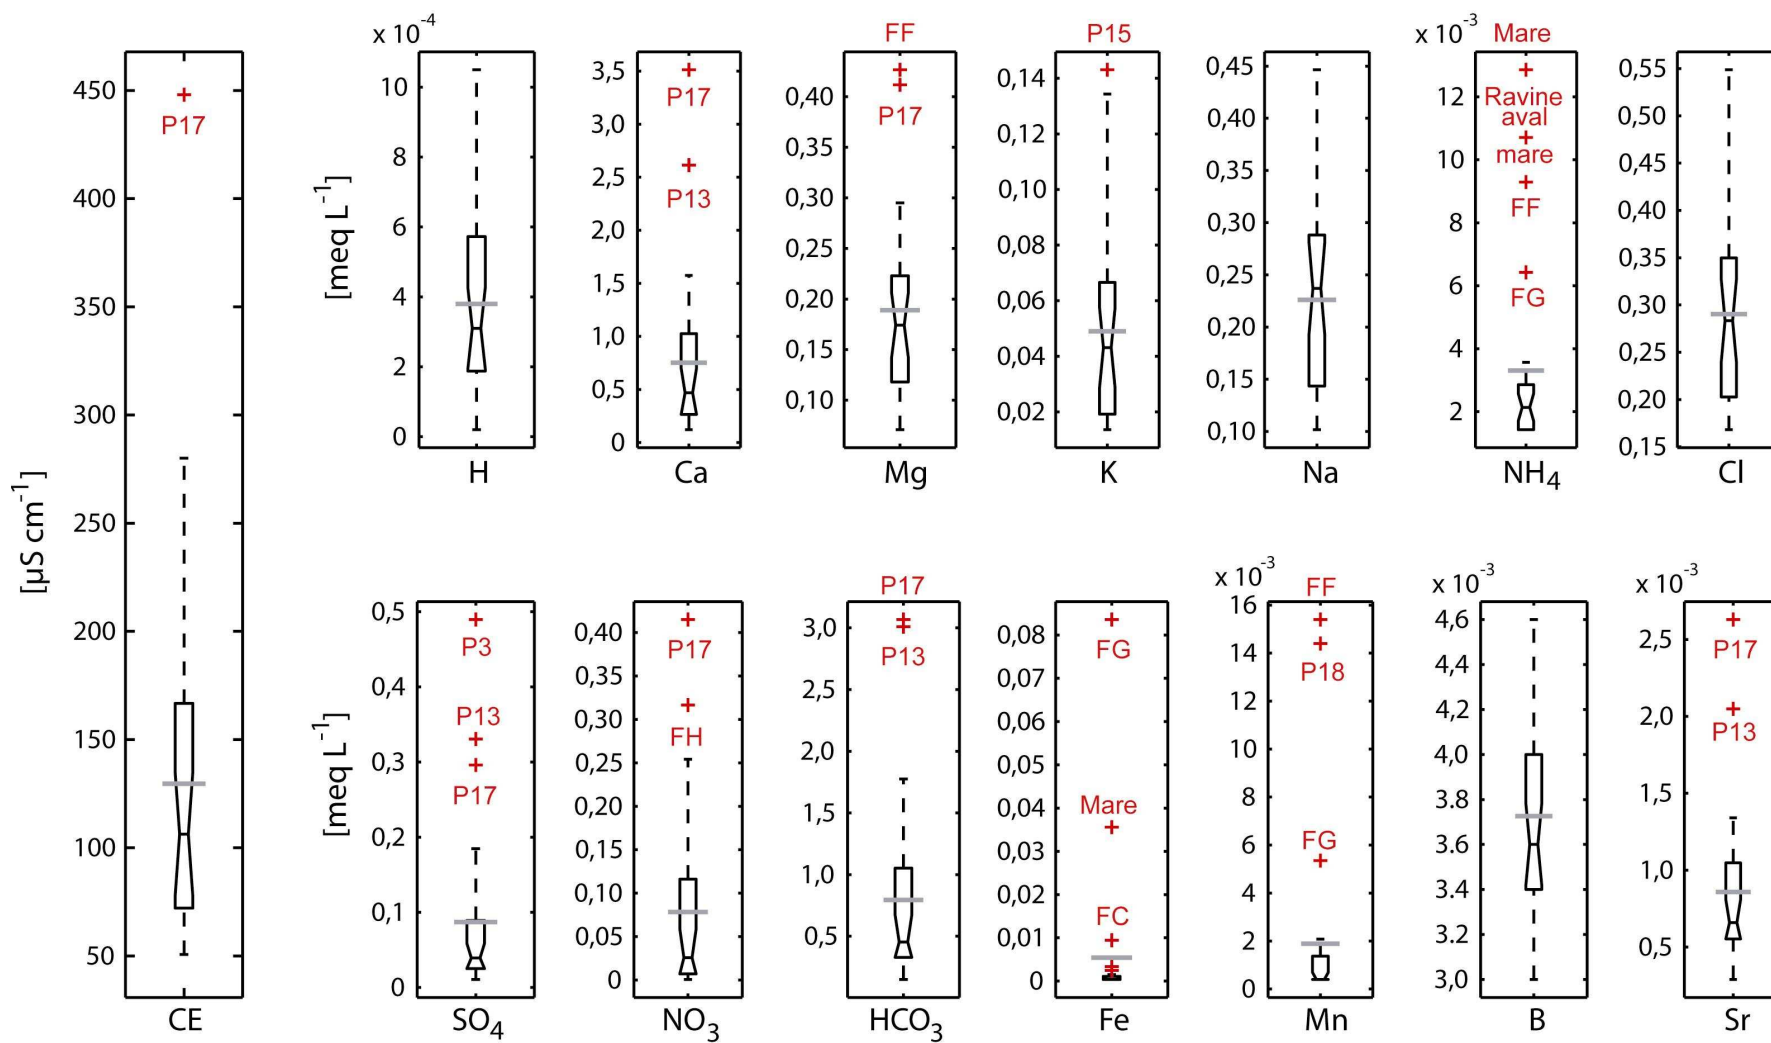 [µS cm-1]
450
400
350
300
250
200
150
100
50
P17
CE
[meq L-1]
x 10-4
10
8
6
4
2
0
H
3,5
3,0
2,5
2,0
1,5
1,0
0,5
0
P17
P13
Ca
FF
0,40
0,35
0,30
0,25
0,20
0,15
0,10
P17
Mg
P15
0,14
0,12
0,10
0,08
0,06
0,04
0,02
K
0,45
0,40
0,35
0,30
0,25
0,20
0,15
0,10
Na
x 10-3
Mare
12
10
8
6
4
2
Ravine
aval
mare
FF
FG
NH4
0,55
0,50
0,45
0,40
0,35
0,30
0,25
0,20
0,15
Cl
[meq L-1]
0,5
0,4
0,3
0,2
0,1
0
P3
P13
P17
SO4
0,40
0,35
0,30
0,25
0,20
0,15
0,10
0,05
0
P17
FH
NO3
P17
3,0
2,5
2,0
1,5
1,0
0,5
P13
HCO3
0,08
0,07
0,06
0,05
0,04
0,03
0,02
0,01
0
FG
Mare
FC
Fe
x 10-3
FF
16
14
12
10
8
6
4
2
0
P18
FG
Mn
x 10-3
4,6
4,4
4,2
4,0
3,8
3,6
3,4
3,2
3,0
B
x 10-3
2,5
2,0
1,5
1,0
0,5
P17
P13
Sr